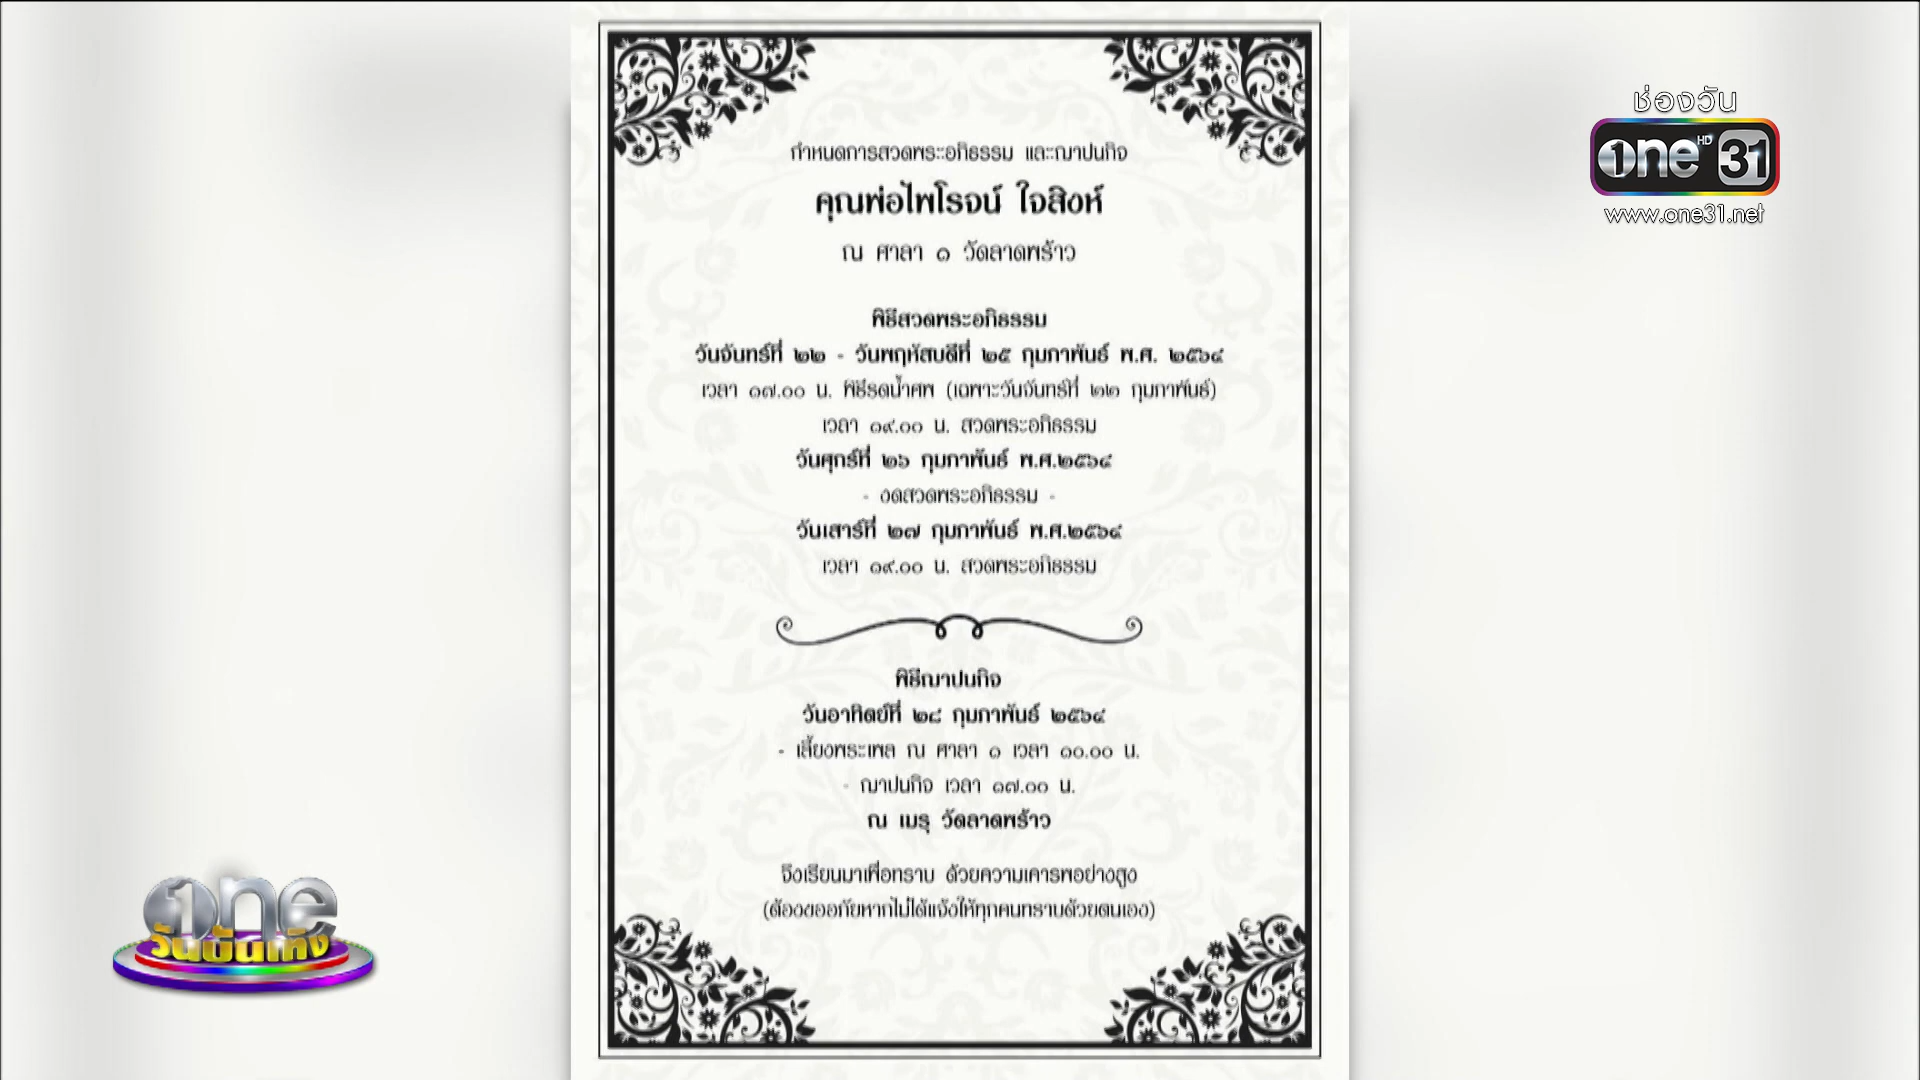 กำหนดการสวดพระอภิธรรม และฌาปนกิจ
คุณพ่อไพโรจน์ ใจสิงห์
ณ ศาลา ๑ วัดลาดพร้าว
พิธีสวดพระอภิธรรม
วันจันทร์ที่ ๒๒ - วันพฤหัสบดีที่ ๒๕ กุมภาพันธ์ พ.ศ. ๒๕๖๔
เวลา ๑๗.๐๐ น. พิธีรดน้ำศพ (เฉพาะวันจันทร์ที่ ๒๒ กุมภาพันธ์)
เวลา ๑๙.๐๐ น. สวดพระอภิธรรม
วันศุกร์ที่ ๒๖ กุมภาพันธ์ พ.ศ.๒๕๖๔
- งดสวดพระอภิธรรม -
วันเสาร์ที่ ๒๗ กุมภาพันธ์ พ.ศ.๒๕๖๔
เวลา ๑๙.๐๐ น. สวดพระอภิธรรม
พิธีฌาปนกิจ
วันอาทิตย์ที่ ๒๘ กุมภาพันธ์ ๒๕๖๔
- เลี้ยงพระเพล ณ ศาลา ๑ เวลา ๑๐.๐๐ น.
- ฌาปนกิจ เวลา ๑๗.๐๐ น.
ณ เมรุ วัดลาดพร้าว
จึงเรียนมาเพื่อทราบ ด้วยความเคารพอย่างสูง
(ต้องขออภัยหากไม่ได้แจ้งให้ทุกคนทราบด้วยตนเอง)
ช่องวัน
one HD 31
www.one31.net
one
วันบันเทิง